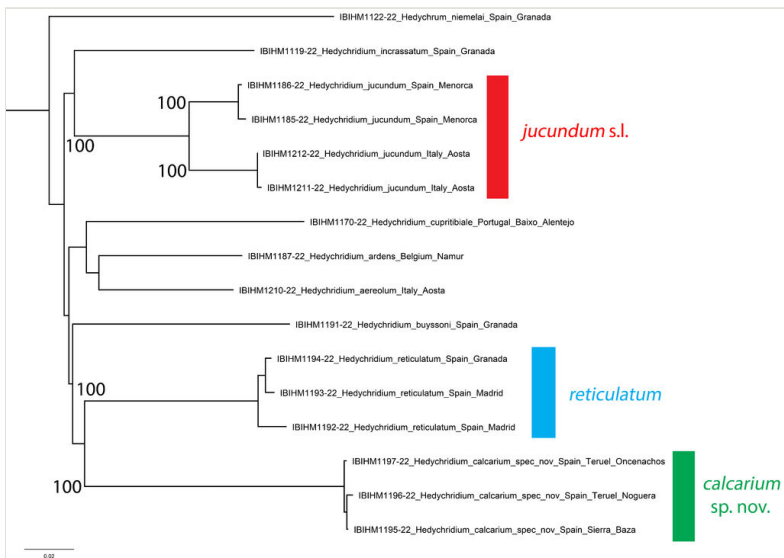 IBIHM1122-22_Hedychrum_niemelai_Spain_Granada
IBIHM1119-22_Hedychridium_incrassatum_Spain_Granada
IBIHM1186-22_Hedychridium_jucundum_Spain_Menorca
100
IBIHM1185-22_Hedychridium_jucundum_Spain_Menorca
jucundum s.l.
100
IBIHM1212-22_Hedychridium_jucundum_Italy_Aosta
100
IBIHM1211-22_Hedychridium_jucundum_Italy_Aosta
IBIHM1170-22_Hedychridium_cupritibiale_Portugal_Baixo_Alentejo
IBIHM1187-22_Hedychridium_ardens_Belgium_Namur
IBIHM1210-22_Hedychridium_aereolum_Italy_Aosta
IBIHM1191-22_Hedychridium_buyssoni_Spain_Granada
IBIHM1194-22_Hedychridium_reticulatum_Spain_Granada
100
IBIHM1193-22_Hedychridium_reticulatum_Spain_Madrid
reticulatum
IBIHM1192-22_Hedychridium_reticulatum_Spain_Madrid
IBIHM1197-22_Hedychridium_calcarium_spec_nov_Spain_Teruel_Oncenachos
100
IBIHM1196-22_Hedychridium_calcarium_spec_nov_Spain_Teruel_Noguera
calcarium
sp. nov.
IBIHM1195-22_Hedychridium_calcarium_spec_nov_Spain_Sierra_Baza
0.02